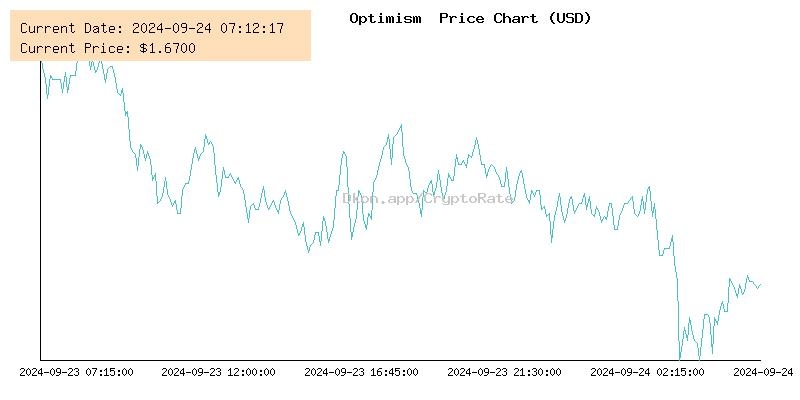 Optimism Price Chart (USD)
Current Date: 2024-09-24 07:12:17
Current Price: $1.6700
Dkon.app/CryptoRate
2024-09-23 07:15:00 2024-09-23 12:00:00 2024-09-23 16:45:00 2024-09-23 21:30:00 2024-09-24 02:15:00 2024-09-24